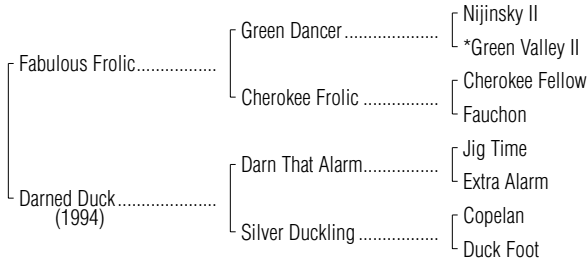 Nijinsky II
Green Dancer....................
*Green Valley II
Fabulous Frolic.................
Cherokee Fellow
Cherokee Frolic ................
Fauchon
Jig Time
Darn That Alarm................
Extra Alarm
Darned Duck.....................
(1994)
Copelan
Silver Duckling .................
Duck Foot